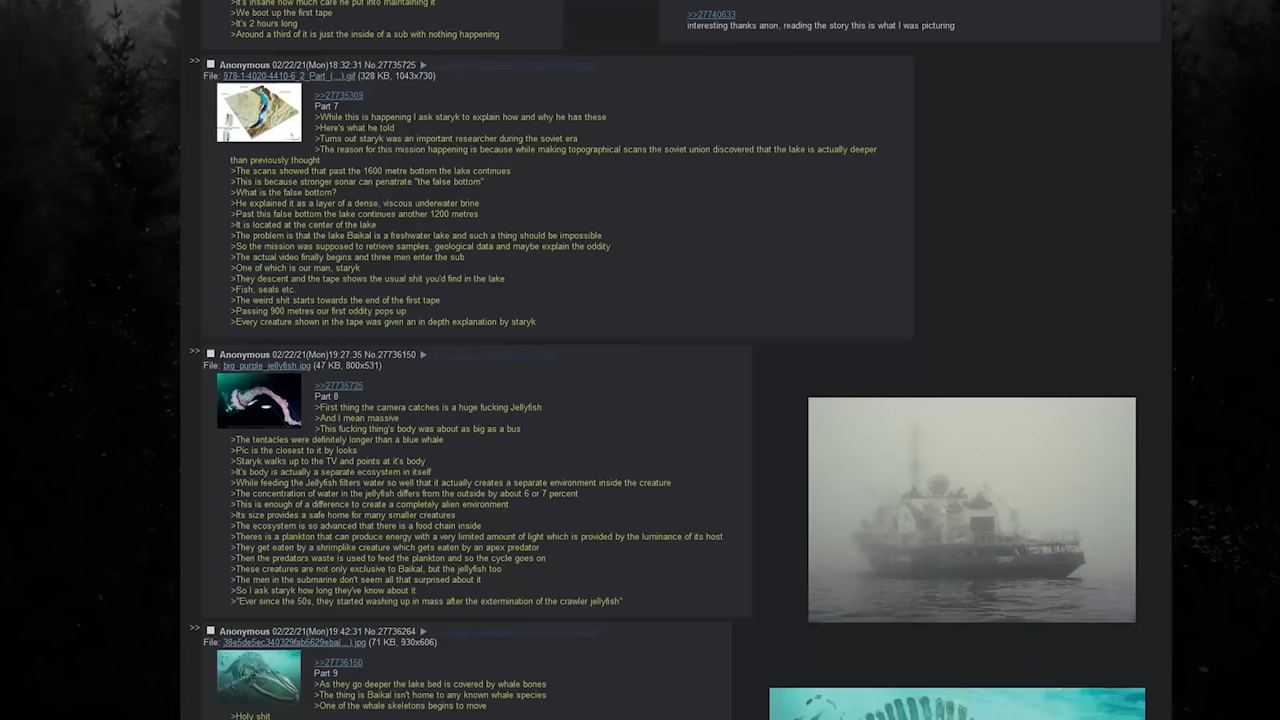 >It's insane how much care he put into maintaining it
>We boot up the first tape
>It's 2 hours long
>Around a third of it is just the inside of a sub with nothing happening
>>27740633
interesting thanks anon, reading the story this is what I was picturing
>> Anonymous 02/22/21(Mon)18:32:31 No.27735725
File: 978-1-4020-4410-6_2_Part_(...).gif (328 KB, 1043x730)
>>27735309
Part 7
>While this is happening I ask staryk to explain how and why he has these
>Here's what he told
>Turns out staryk was an important researcher during the soviet era
>The reason for this mission happening is because while making topographical scans the soviet union discovered that the lake is actually deeper
than previously thought
>The scans showed that past the 1600 metre bottom the lake continues
>This is because stronger sonar can penatrate "the false bottom"
>What is the false bottom?
>He explained it as a layer of a dense, viscous underwater brine
>Past this false bottom the lake continues another 1200 metres
>It is located at the center of the lake
>The problem is that the lake Baikal is a freshwater lake and such a thing should be impossible
>So the mission was supposed to retrieve samples, geological data and maybe explain the oddity
>The actual video finally begins and three men enter the sub
>One of which is our man, staryk
>They descent and the tape shows the usual shit you'd find in the lake
>Fish, seals etc.
>The weird shit starts towards the end of the first tape
>Passing 900 metres our first oddity pops up
>Every creature shown in the tape was given an in depth explanation by staryk
>> Anonymous 02/22/21(Mon)19:27:35 No.27736150
File: big_purple_jellyfish.jpg (47 KB, 800x531)
>>27735725
Part 8
>First thing the camera catches is a huge fucking Jellyfish
>And I mean massive
>This fucking thing's body was about as big as a bus
>The tentacles were definitely longer than a blue whale
>Pic is the closest to it by looks
>Staryk walks up to the TV and points at it's body
>It's body is actually a separate ecosystem in itself
>While feeding the Jellyfish filters water so well that it actually creates a separate environment inside the creature
>The concentration of water in the jellyfish differs from the outside by about 6 or 7 percent
>This is enough of a difference to create a completely alien environment
>Its size provides a safe home for many smaller creatures
>The ecosystem is so advanced that there is a food chain inside
>Theres is a plankton that can produce energy with a very limited amount of light which is provided by the luminance of its host
>They get eaten by a shrimplike creature which gets eaten by an apex predator
>Then the predators waste is used to feed the plankton and so the cycle goes on
>These creatures are not only exclusive to Baikal, but the jellyfish too
>The men in the submarine don't seem all that surprised about it
>So I ask staryk how long they've know about it
>"Ever since the 50s, they started washing up in mass after the extermination of the crawler jellyfish"
>> Anonymous 02/22/21(Mon)19:42:31 No.27736264
File: 38e5de5ec340329fab5629eba(...).jpg (71 KB, 930x606)
>>27736150
Part 9
>As they go deeper the lake bed is covered by whale bones
>The thing is Baikal isn't home to any known whale species
>One of the whale skeletons begins to move
>Holy shit